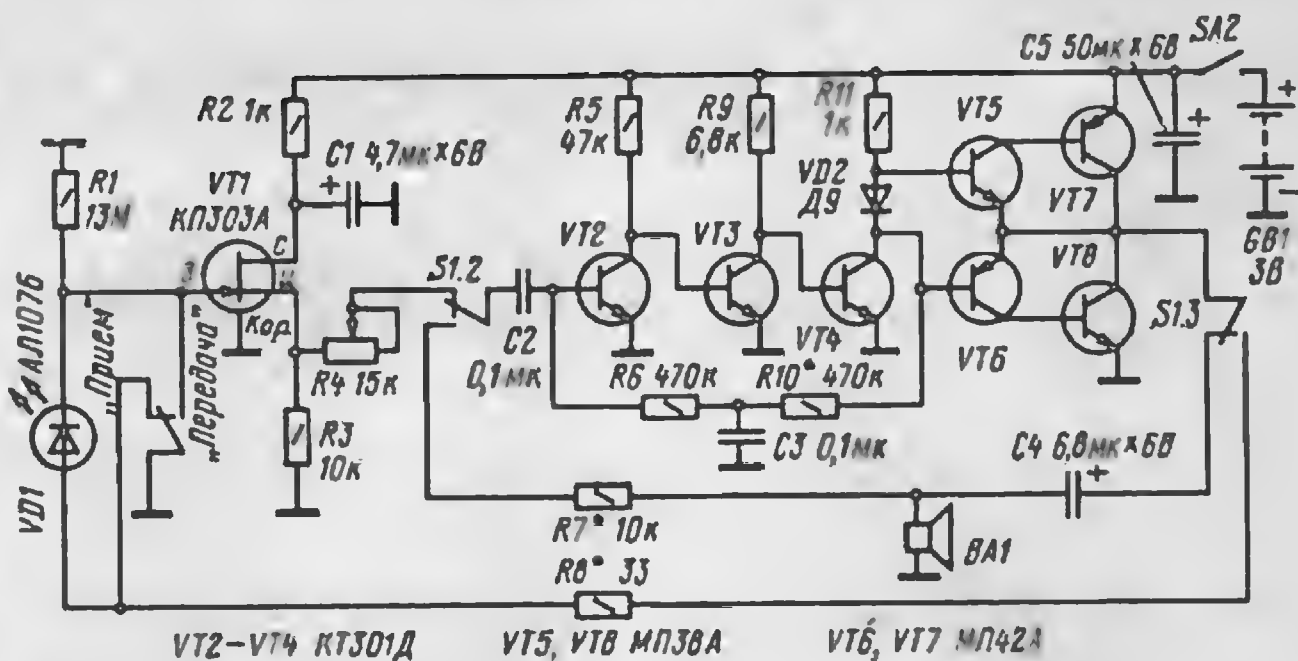 C5 50мк×6В
SA2
R2 1к
R5
47к
R9
6,8к
R11
1к
VT5
+
+
C1 4,7мк×6В
+
R1
13М
VT1
КП303А
VD2
Д9
VT7
−
С
VT2
VT3
VT8
GB1
3В
З
И
S1.2
S1.3
АЛ107Б
„Прием"
„Передача"
Кор.
C2
0,1мк
VT4
VT6
R4 15к
R6 470к
R10* 470к
R3
10к
C3 0,1мк
C4 6,8мк×6В
+
VD1
R7* 10к
BA1
R8* 33
VT2−VT4 КТ301Д
VT5, VT8 МП38А
VT6, VT7 МП42А